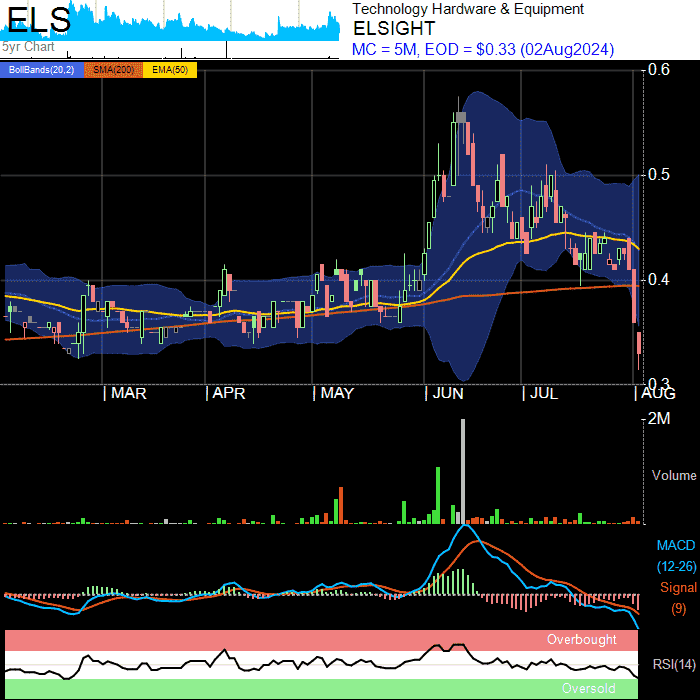 ELS
5yr Chart
Technology Hardware & Equipment
ELSIGHT
MC = 5M, EOD = $0.33 (02Aug2024)
BollBands(20,2) SMA(200) EMA(50)
0.6
0.5
0.4
0.3
MAR APR MAY JUN JUL AUG
2M
Volume
MACD
(12-26)
Signal
(9)
Overbought
RSI(14)
Oversold